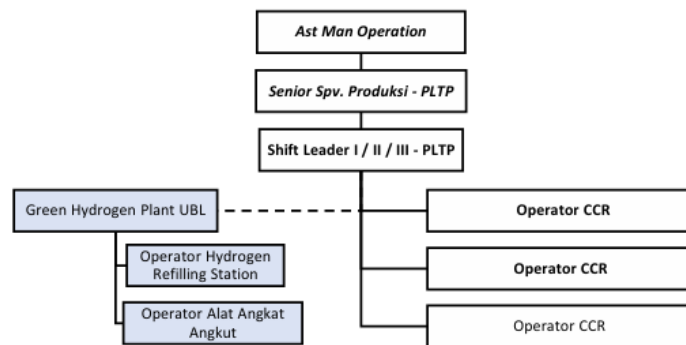 Ast Man Operation
Senior Spv. Produksi - PLTP
Shift Leader I / II / III - PLTP
Green Hydrogen Plant UBL
Operator CCR
Operator Hydrogen
Refilling Station
Operator CCR
Operator Alat Angkat
Angkut
Operator CCR